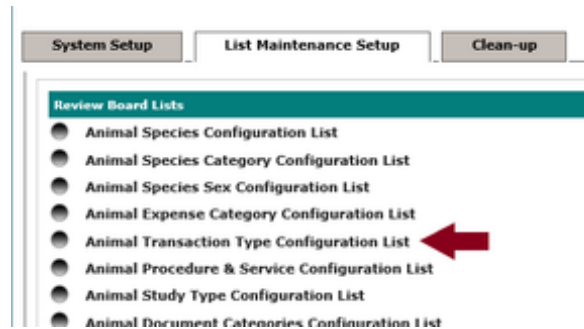 System Setup List Maintenance Setup Clean-up
Review Board Lists
Animal Species Configuration List
Animal Species Category Configuration List
Animal Species Sex Configuration List
Animal Expense Category Configuration List
Animal Transaction Type Configuration List
Animal Procedure & Service Configuration List
Animal Study Type Configuration List
Animal Document Categories Configuration List